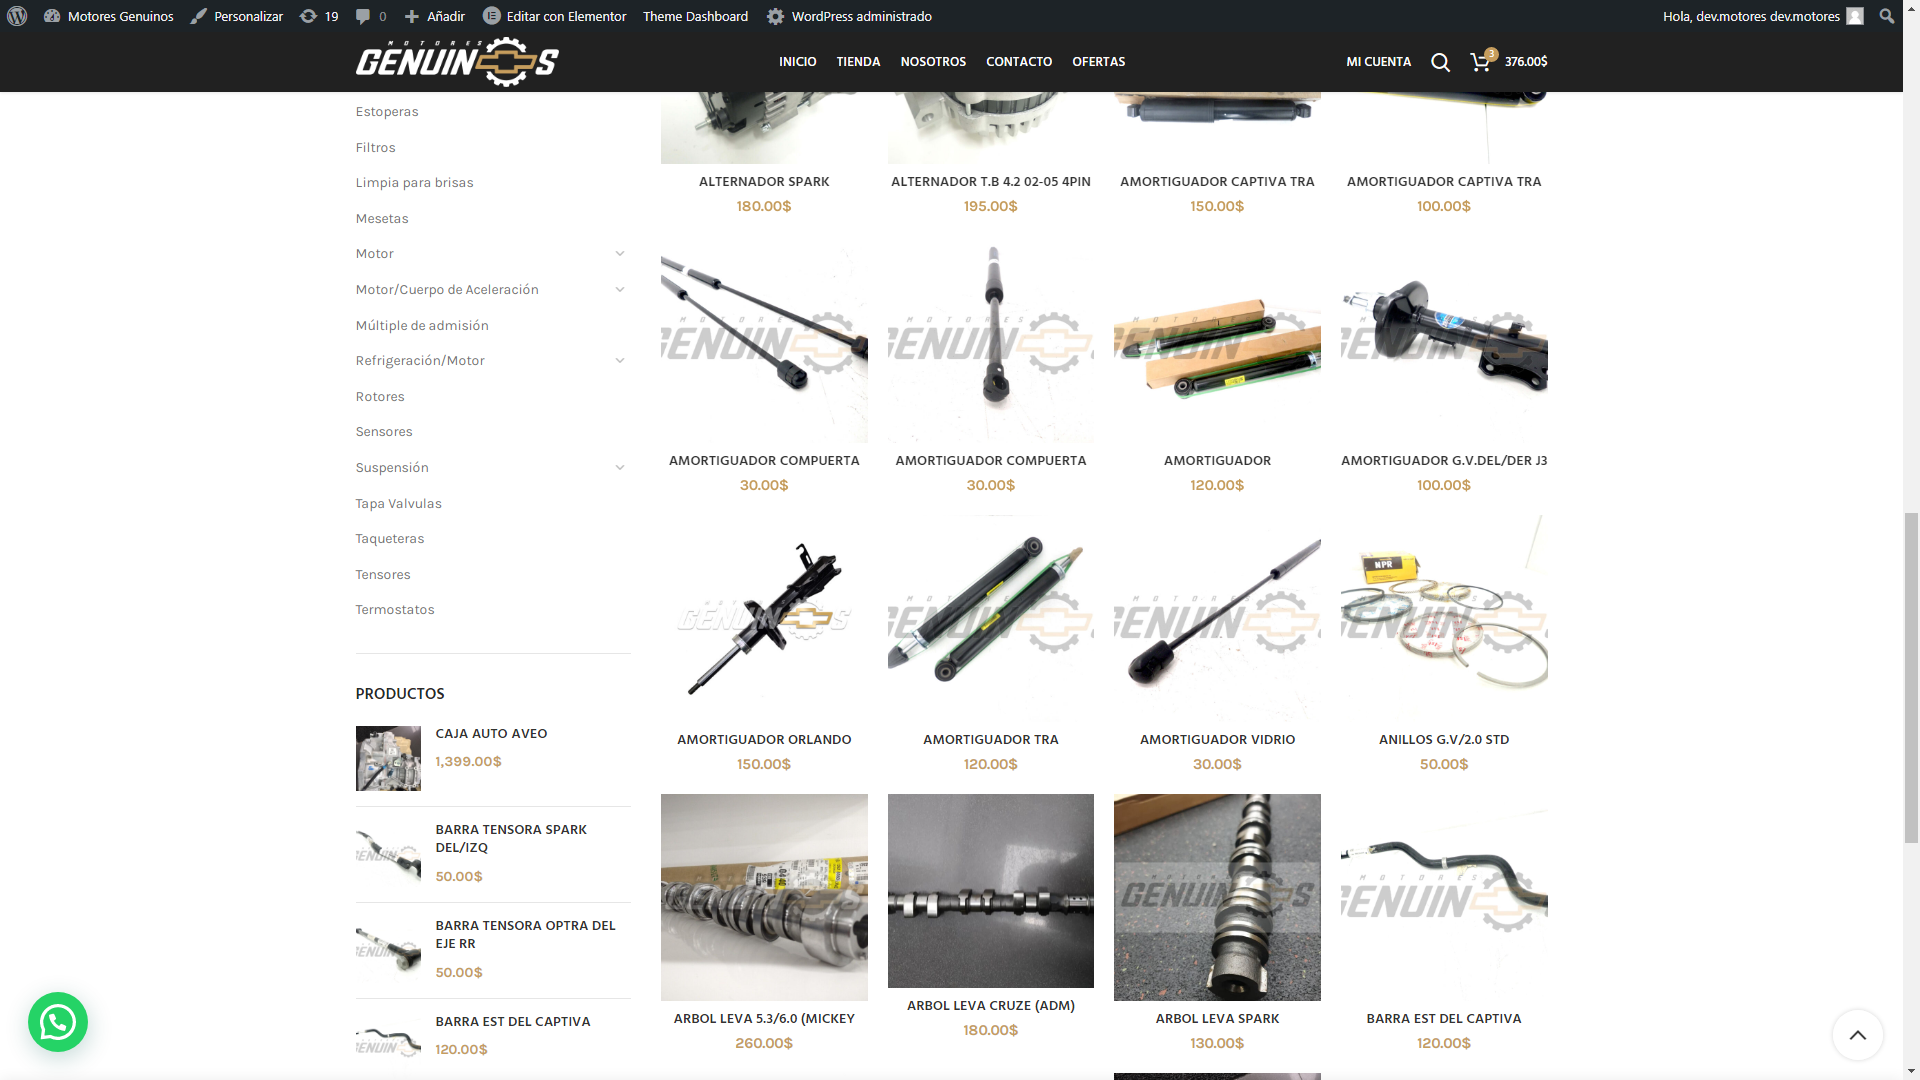 Motores Genuinos
Personalizar
19
0
Añadir
Editar con Elementor
Theme Dashboard
WordPress administrado
Hola, dev.motores dev.motores
MOTORES
GENUINOS
INICIO
TIENDA
NOSOTROS
CONTACTO
OFERTAS
MI CUENTA
3
376.00$
Estoperas
Filtros
Limpia para brisas
Mesetas
Motor
Motor/Cuerpo de Aceleración
Múltiple de admisión
Refrigeración/Motor
Rotores
Sensores
Suspensión
Tapa Valvulas
Taqueteras
Tensores
Termostatos
PRODUCTOS
CAJA AUTO AVEO
1,399.00$
BARRA TENSORA SPARK
DEL/IZQ
50.00$
BARRA TENSORA OPTRA DEL
EJE RR
50.00$
BARRA EST DEL CAPTIVA
120.00$
ALTERNADOR SPARK
180.00$
ALTERNADOR T.B 4.2 02-05 4PIN
195.00$
AMORTIGUADOR CAPTIVA TRA
150.00$
AMORTIGUADOR CAPTIVA TRA
100.00$
AMORTIGUADOR COMPUERTA
30.00$
AMORTIGUADOR COMPUERTA
30.00$
AMORTIGUADOR
120.00$
AMORTIGUADOR G.V.DEL/DER J3
100.00$
AMORTIGUADOR ORLANDO
150.00$
AMORTIGUADOR TRA
120.00$
AMORTIGUADOR VIDRIO
30.00$
NPR
ANILLOS G.V/2.0 STD
50.00$
ARBOL LEVA 5.3/6.0 (MICKEY
260.00$
ARBOL LEVA CRUZE (ADM)
180.00$
ARBOL LEVA SPARK
130.00$
BARRA EST DEL CAPTIVA
120.00$